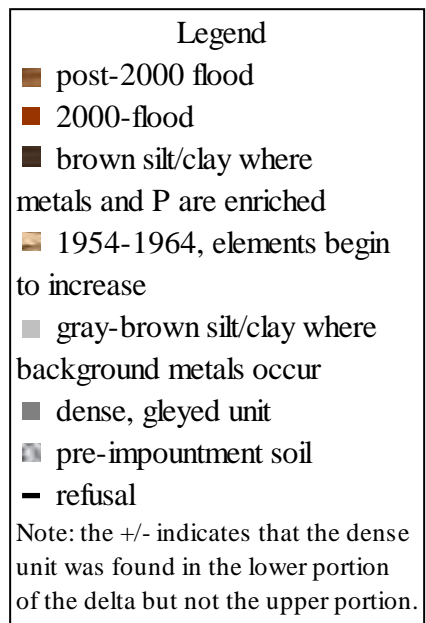 Legend
post-2000 flood
2000-flood
brown silt/clay where
metals and P are enriched
1954-1964, elements begin
to increase
gray-brown silt/clay where
background metals occur
dense, gleyed unit
pre-impountment soil
refusal
Note: the +/- indicates that the dense
unit was found in the lower portion
of the delta but not the upper portion.